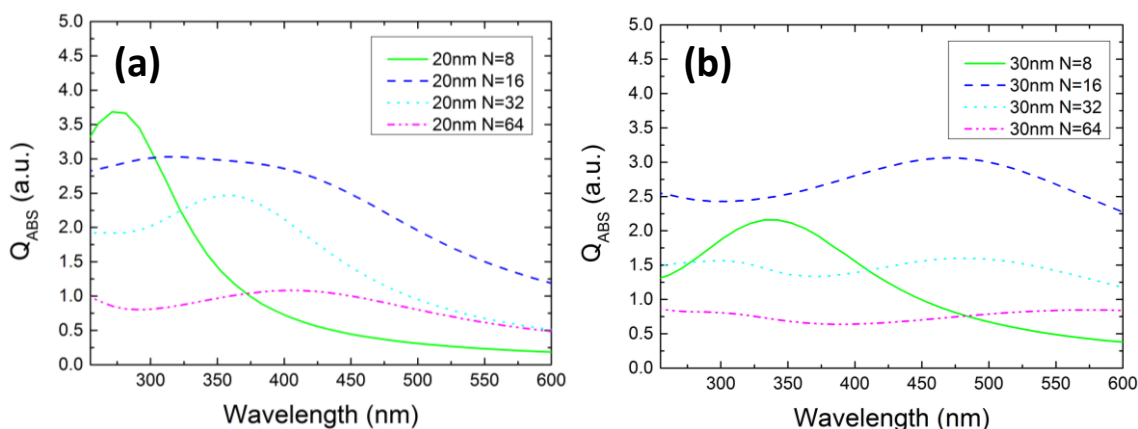 (a)
20nm N=8
20nm N=16
20nm N=32
20nm N=64
5.0
4.5
4.0
3.5
3.0
2.5
2.0
1.5
1.0
0.5
0.0
Q_ABS (a.u.)
300 350 400 450 500 550 600
Wavelength (nm)
(b)
30nm N=8
30nm N=16
30nm N=32
30nm N=64
5.0
4.5
4.0
3.5
3.0
2.5
2.0
1.5
1.0
0.5
0.0
Q_ABS (a.u.)
300 350 400 450 500 550 600
Wavelength (nm)